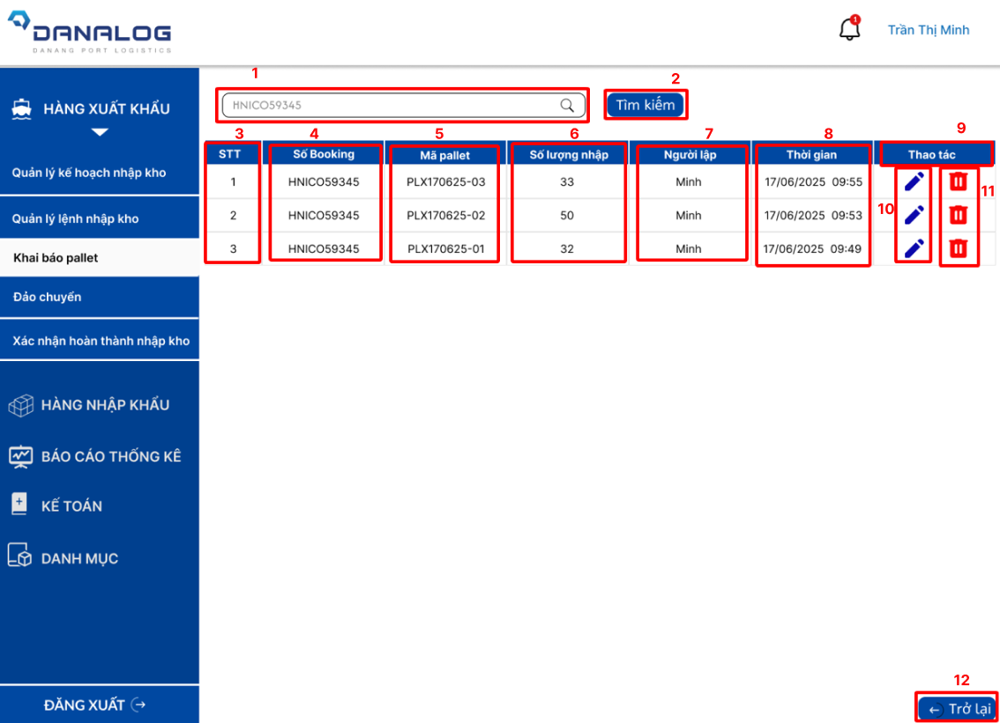 DANALOG
DANANG PORT LOGISTICS
1
Trần Thị Minh
HÀNG XUẤT KHẨU
Quản lý kế hoạch nhập kho
Quản lý lệnh nhập kho
Khai báo pallet
Đảo chuyển
Xác nhận hoàn thành nhập kho
HÀNG NHẬP KHẨU
BÁO CÁO THỐNG KÊ
KẾ TOÁN
DANH MỤC
ĐĂNG XUẤT
1 2
HNICO59345 Tìm kiếm
3 4 5 6 7 8 9
STT Số Booking Mã pallet Số lượng nhập Người lập Thời gian Thao tác
1 HNICO59345 PLX170625-03 33 Minh 17/06/2025 09:55
11
10
2 HNICO59345 PLX170625-02 50 Minh 17/06/2025 09:53
3 HNICO59345 PLX170625-01 32 Minh 17/06/2025 09:49
12
Trở lại